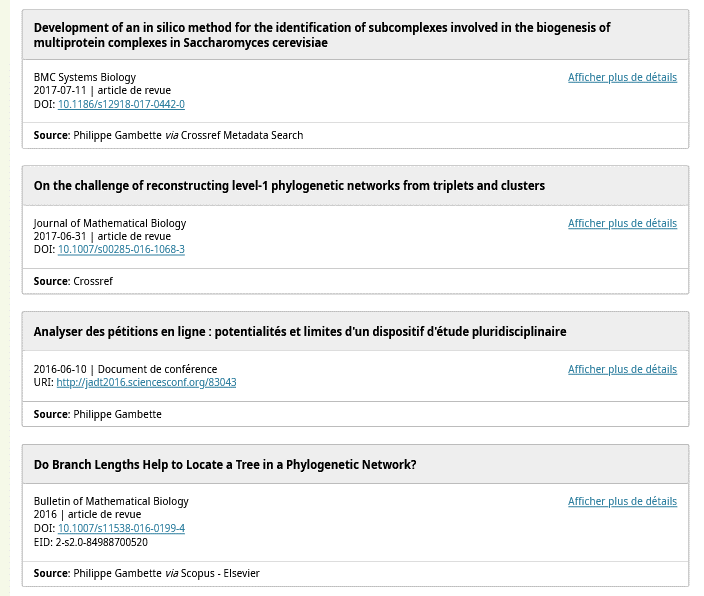 Development of an in silico method for the identification of subcomplexes involved in the biogenesis of
multiprotein complexes in Saccharomyces cerevisiae
BMC Systems Biology
Afficher plus de détails
2017-07-11 | article de revue
DOI: 10.1186/s12918-017-0442-0
Source: Philippe Gambette via Crossref Metadata Search
On the challenge of reconstructing level-1 phylogenetic networks from triplets and clusters
Journal of Mathematical Biology
Afficher plus de détails
2017-06-31 | article de revue
DOI: 10.1007/s00285-016-1068-3
Source: Crossref
Analyser des pétitions en ligne : potentialités et limites d'un dispositif d'étude pluridisciplinaire
2016-06-10 | Document de conférence
Afficher plus de détails
URI: http://jadt2016.sciencesconf.org/83043
Source: Philippe Gambette
Do Branch Lengths Help to Locate a Tree in a Phylogenetic Network?
Bulletin of Mathematical Biology
Afficher plus de détails
2016 | article de revue
DOI: 10.1007/s11538-016-0199-4
EID: 2-s2.0-84988700520
Source: Philippe Gambette via Scopus - Elsevier